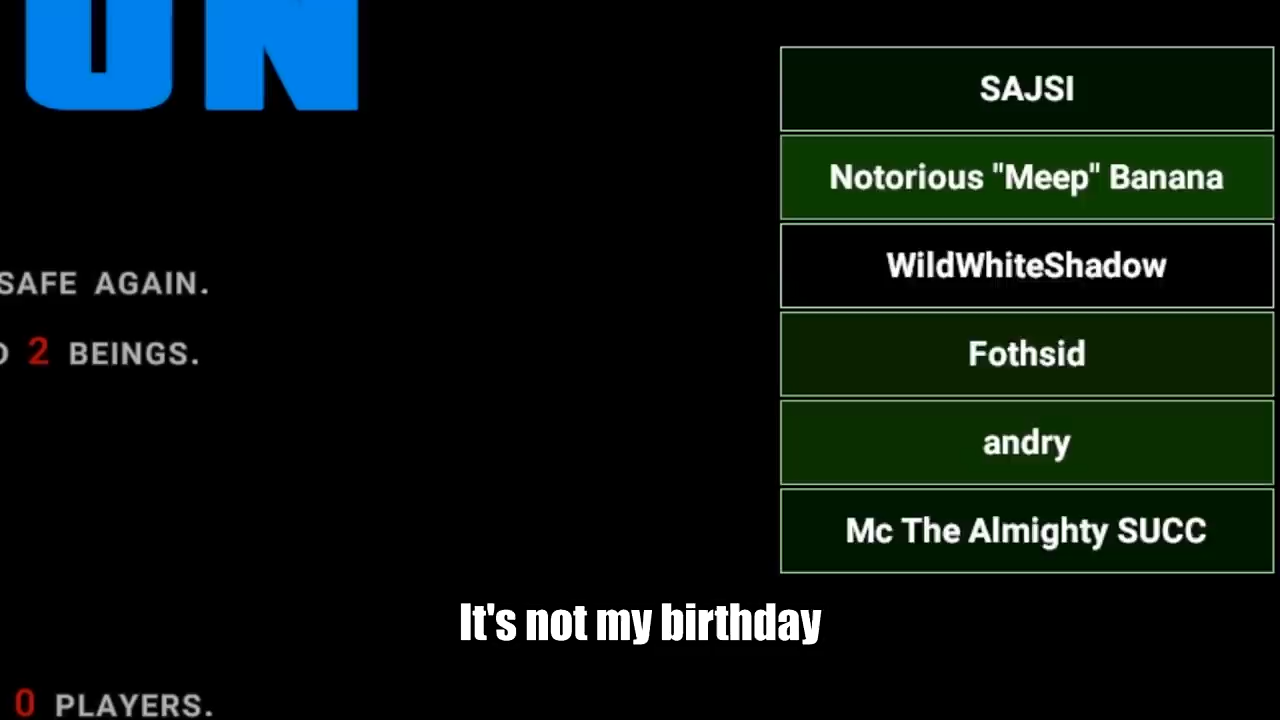 ON
SAFE AGAIN.
2 BEINGS.
0 PLAYERS.
SAJSI
Notorious "Meep" Banana
WildWhiteShadow
Fothsid
andry
Mc The Almighty SUCC
It's not my birthday